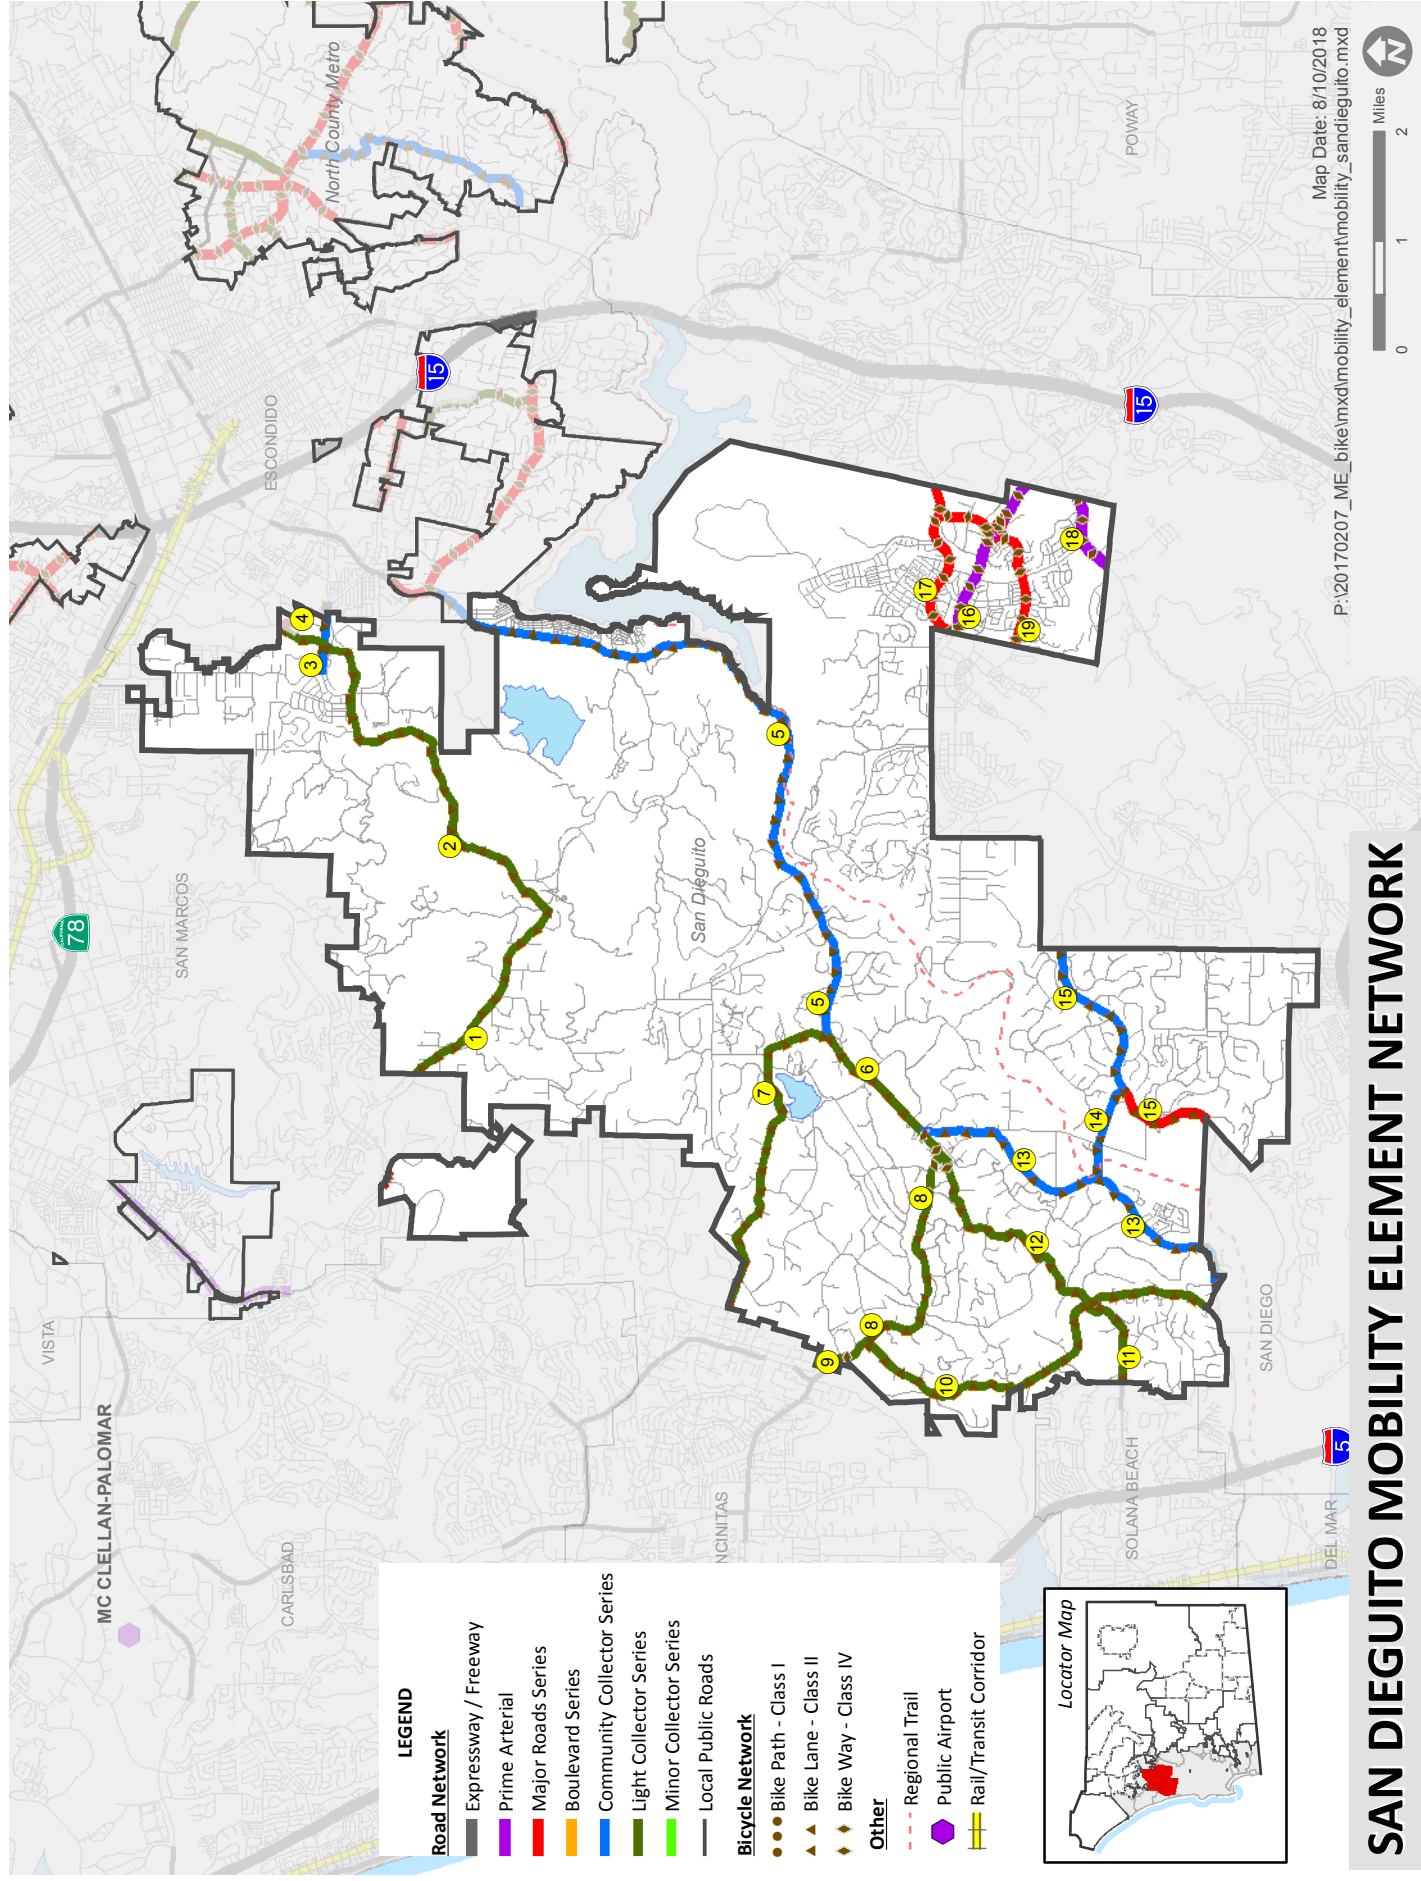 SAN DIEGUITO MOBILITY ELEMENT NETWORK
Map Date: 8/10/2018
P:\20170207_ME_bike\mxd\mobility_element\mobility_sandieguito.mxd
N
Miles
0
1
2
LEGEND
Road Network
Expressway / Freeway
Prime Arterial
Major Roads Series
Boulevard Series
Community Collector Series
Light Collector Series
Minor Collector Series
Local Public Roads
Bicycle Network
Bike Path - Class I
Bike Lane - Class II
Bike Way - Class IV
Other
Regional Trail
Public Airport
Rail/Transit Corridor
Locator Map
MC CLELLAN-PALOMAR
CARLSBAD
VISTA
SAN MARCOS
78
ESCONDIDO
North County Metro
15
San Dieguito
NCINITAS
SOLANA BEACH
DEL MAR
5
SAN DIEGO
POWAY
15
1
2
3
4
5
5
6
7
8
8
9
10
11
12
13
13
14
15
15
16
17
18
19